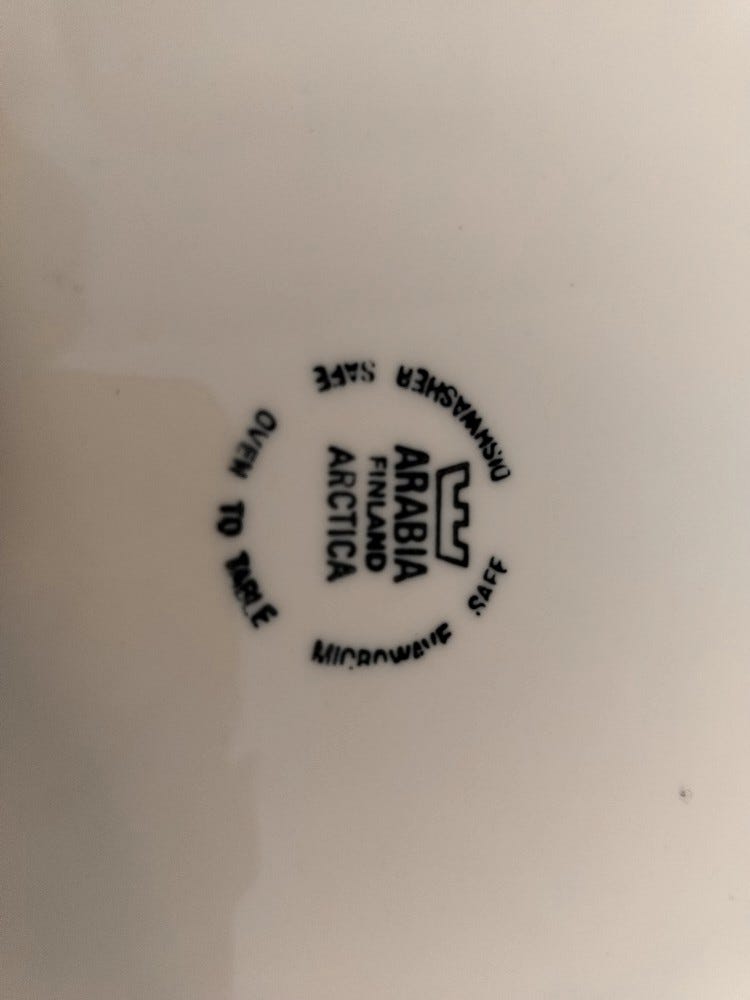 ARABIA
FINLAND
ARCTICA
DISHWASHER SAFE
OVEN TO TABLE
MICROWAVE SAFE